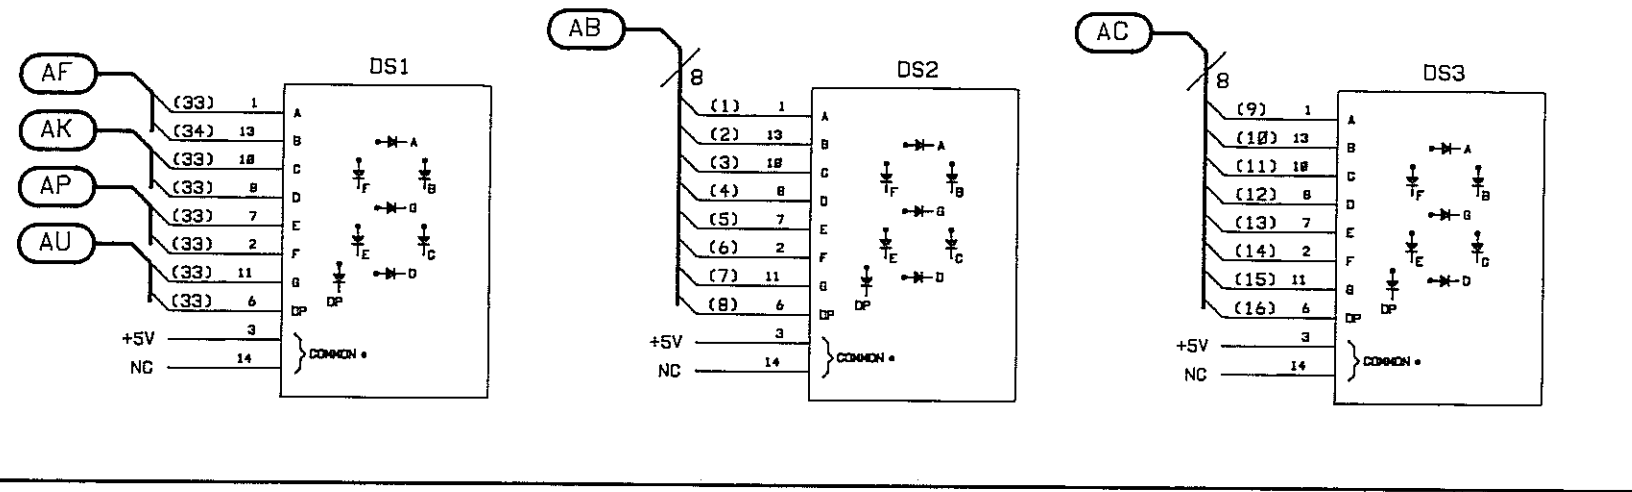 AF
AK
AP
AU
DS1
(33) 1 A
(34) 13 B
(33) 10 C
(33) 8 D
(33) 7 E
(33) 2 F
(33) 11 G
(33) 6 DP
+5V 3
NC 14
COMMON
A
F B
G
E C
D
DP
AB
8
DS2
(1) 1 A
(2) 13 B
(3) 10 C
(4) 8 D
(5) 7 E
(6) 2 F
(7) 11 G
(8) 6 DP
+5V 3
NC 14
COMMON
A
F B
G
E C
D
DP
AC
8
DS3
(9) 1 A
(10) 13 B
(11) 10 C
(12) 8 D
(13) 7 E
(14) 2 F
(15) 11 G
(16) 6 DP
+5V 3
NC 14
COMMON
A
F B
G
E C
D
DP